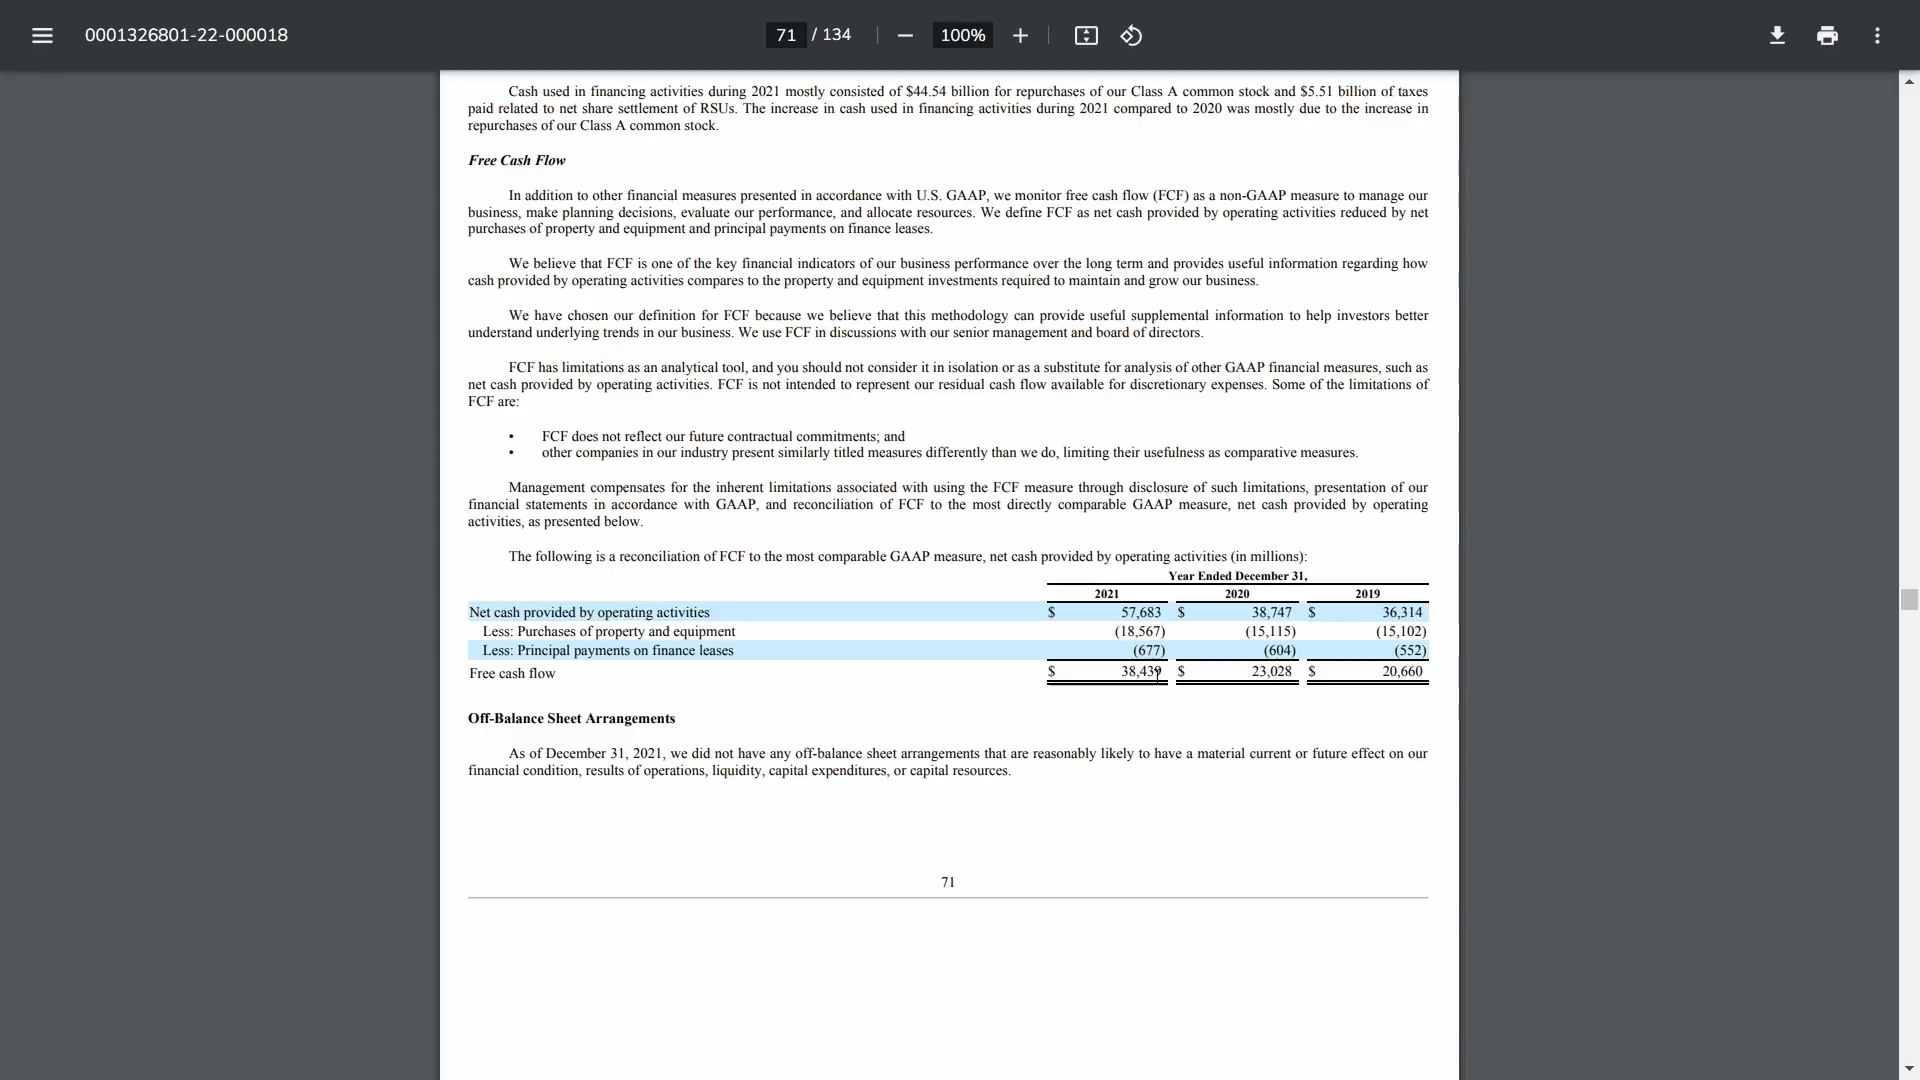 0001326801-22-000018
71 / 134
100%
Cash used in financing activities during 2021 mostly consisted of $44.54 billion for repurchases of our Class A common stock and $5.51 billion of taxes
paid related to net share settlement of RSUs. The increase in cash used in financing activities during 2021 compared to 2020 was mostly due to the increase in
repurchases of our Class A common stock.
Free Cash Flow
In addition to other financial measures presented in accordance with U.S. GAAP, we monitor free cash flow (FCF) as a non-GAAP measure to manage our
business, make planning decisions, evaluate our performance, and allocate resources. We define FCF as net cash provided by operating activities reduced by net
purchases of property and equipment and principal payments on finance leases.
We believe that FCF is one of the key financial indicators of our business performance over the long term and provides useful information regarding how
cash provided by operating activities compares to the property and equipment investments required to maintain and grow our business.
We have chosen our definition for FCF because we believe that this methodology can provide useful supplemental information to help investors better
understand underlying trends in our business. We use FCF in discussions with our senior management and board of directors.
FCF has limitations as an analytical tool, and you should not consider it in isolation or as a substitute for analysis of other GAAP financial measures, such as
net cash provided by operating activities. FCF is not intended to represent our residual cash flow available for discretionary expenses. Some of the limitations of
FCF are:
• FCF does not reflect our future contractual commitments; and
• other companies in our industry present similarly titled measures differently than we do, limiting their usefulness as comparative measures.
Management compensates for the inherent limitations associated with using the FCF measure through disclosure of such limitations, presentation of our
financial statements in accordance with GAAP, and reconciliation of FCF to the most directly comparable GAAP measure, net cash provided by operating
activities, as presented below.
The following is a reconciliation of FCF to the most comparable GAAP measure, net cash provided by operating activities (in millions):
Year Ended December 31,
2021 2020 2019
Net cash provided by operating activities $ 57,683 $ 38,747 $ 36,314
Less: Purchases of property and equipment (18,567) (15,115) (15,102)
Less: Principal payments on finance leases (677) (604) (552)
Free cash flow $ 38,439 $ 23,028 $ 20,660
Off-Balance Sheet Arrangements
As of December 31, 2021, we did not have any off-balance sheet arrangements that are reasonably likely to have a material current or future effect on our
financial condition, results of operations, liquidity, capital expenditures, or capital resources.
71